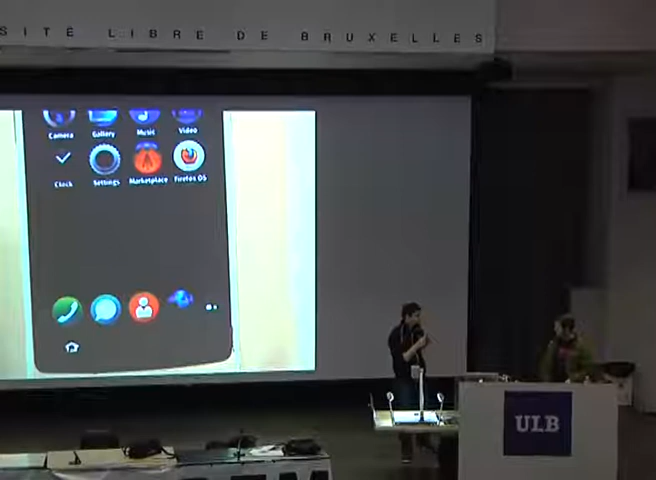 SITÉ LIBRE DE BRUXELLES
Camera Gallery Music Video
Clock Settings Marketplace Firefox OS
ULB